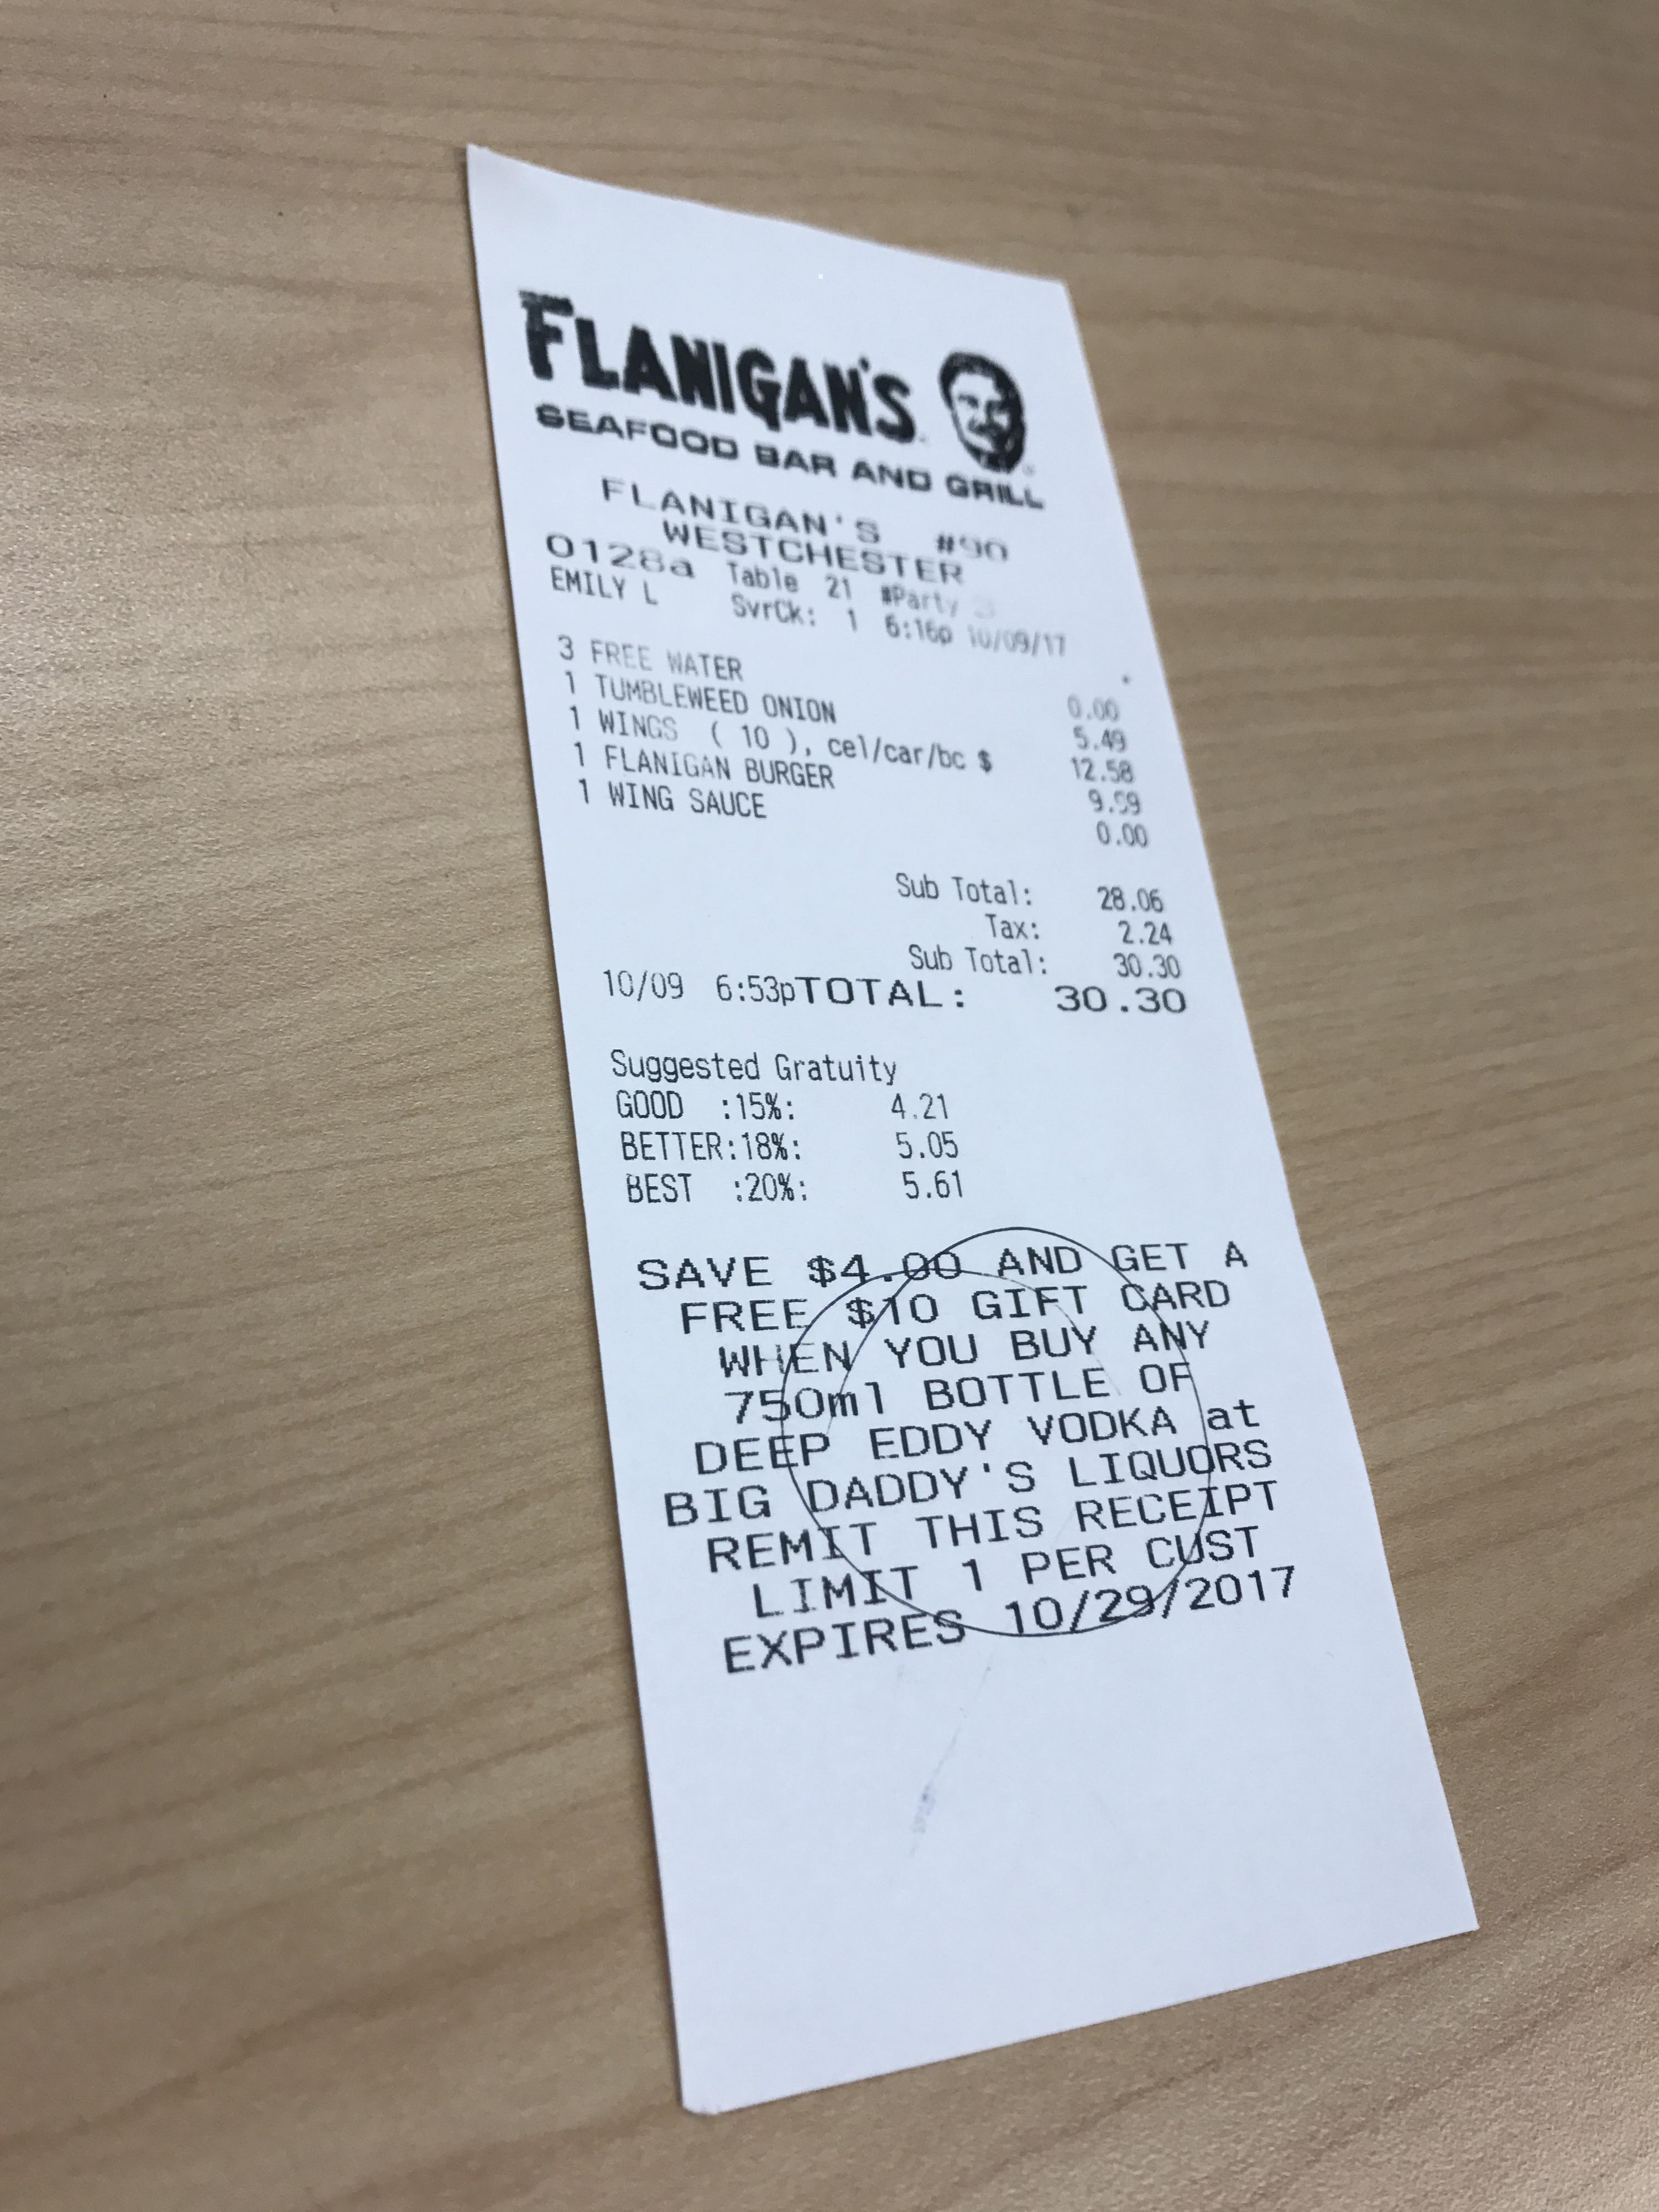 FLANIGAN'S
SEAFOOD BAR AND GRILL
FLANIGAN'S #90
WESTCHESTER
0128a Table 21 #Party 3
EMILY L SvrCk: 1 6:16p 10/09/17
3 FREE WATER 0.00
1 TUMBLEWEED ONION 5.49
1 WINGS ( 10 ), cel/car/bc $ 12.58
1 FLANIGAN BURGER 9.99
1 WING SAUCE 0.00
Sub Total: 28.06
Tax: 2.24
Sub Total: 30.30
10/09 6:53pTOTAL: 30.30
Suggested Gratuity
GOOD :15%: 4.21
BETTER:18%: 5.05
BEST :20%: 5.61
SAVE $4.00 AND GET A
FREE $10 GIFT CARD
WHEN YOU BUY ANY
750ml BOTTLE OF
DEEP EDDY VODKA at
BIG DADDY'S LIQUORS
REMIT THIS RECEIPT
LIMIT 1 PER CUST
EXPIRES 10/29/2017